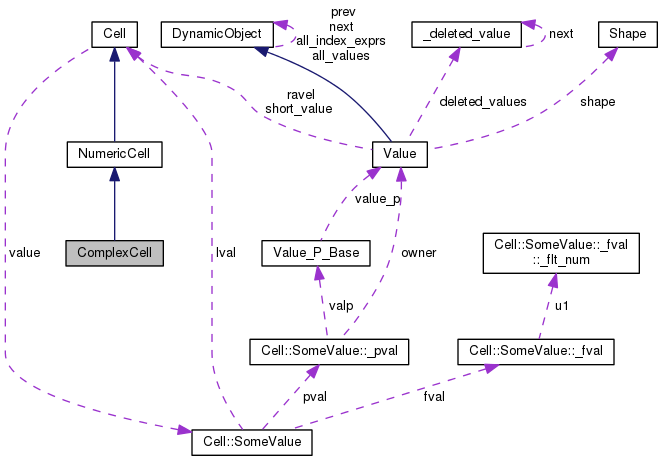 prev
next
all_index_exprs
all_values
Cell
DynamicObject
_deleted_value
next
Shape
ravel
short_value
deleted_values
shape
NumericCell
Value
value_p
value
ComplexCell
lval
Value_P_Base
owner
Cell::SomeValue::_fval
::_flt_num
valp
u1
Cell::SomeValue::_pval
Cell::SomeValue::_fval
pval
fval
Cell::SomeValue